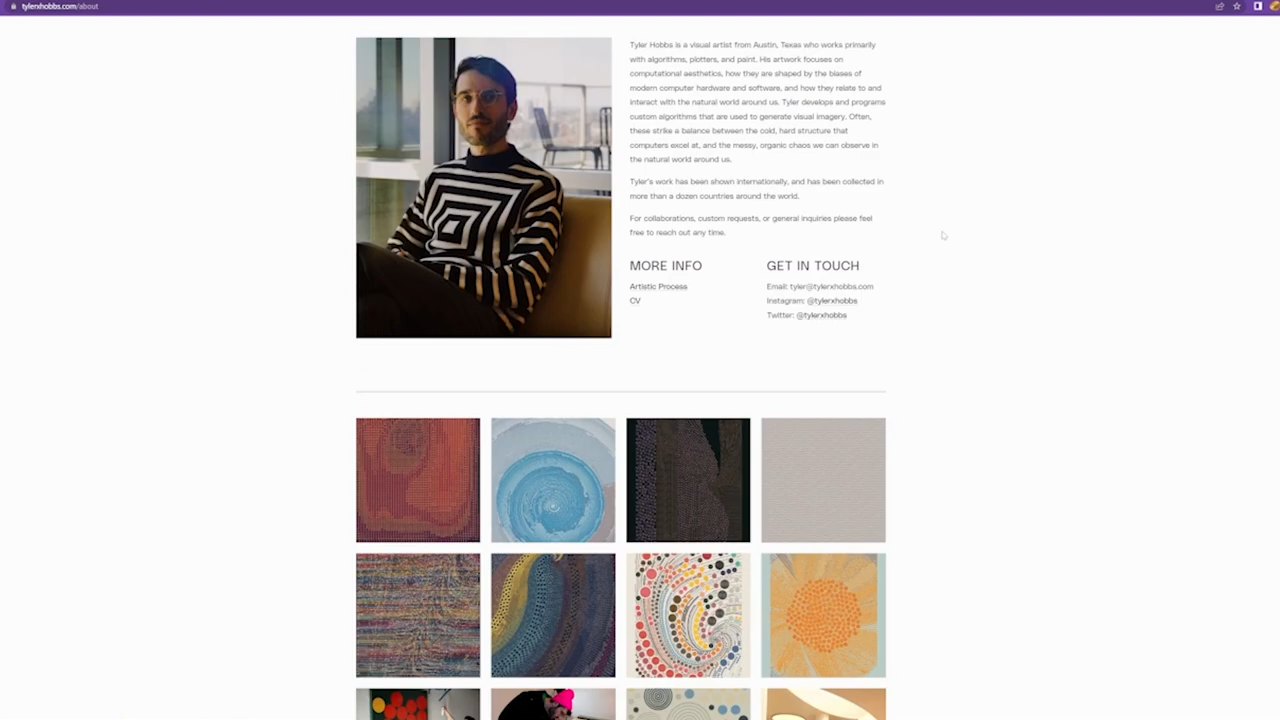 tylerxhobbs.com/about
Tyler Hobbs is a visual artist from Austin, Texas who works primarily
with algorithms, plotters, and paint. His artwork focuses on
computational aesthetics, how they are shaped by the biases of
modern computer hardware and software, and how they relate to and
interact with the natural world around us. Tyler develops and programs
custom algorithms that are used to generate visual imagery. Often,
these strike a balance between the cold, hard structure that
computers excel at, and the messy, organic chaos we can observe in
the natural world around us.
Tyler's work has been shown internationally, and has been collected in
more than a dozen countries around the world.
For collaborations, custom requests, or general inquiries please feel
free to reach out any time.
MORE INFO
Artistic Process
CV
GET IN TOUCH
Email: tyler@tylerxhobbs.com
Instagram: @tylerxhobbs
Twitter: @tylerxhobbs